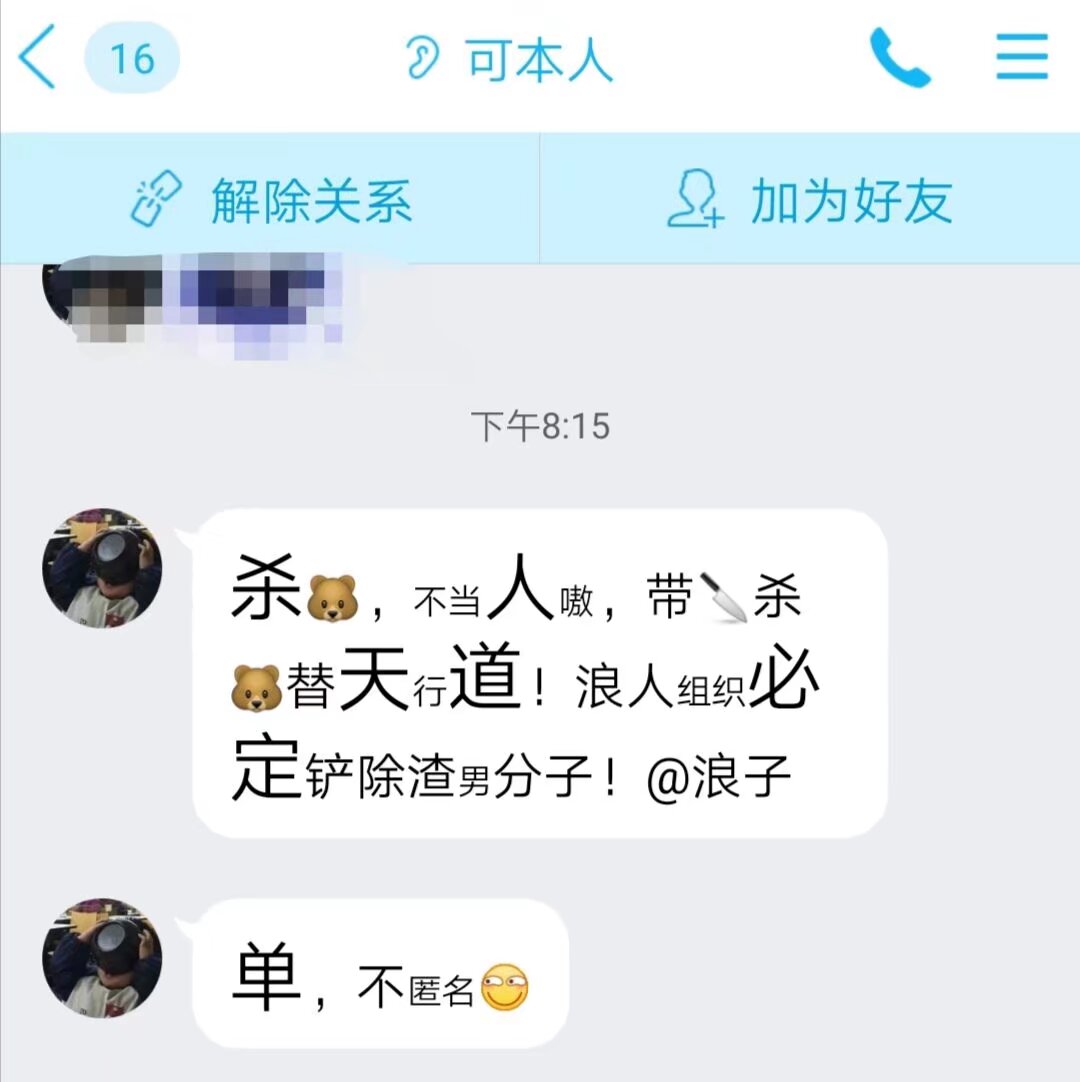 16
可本人
解除关系
加为好友
下午8:15
杀🐻，不当人嗷，带🔪杀
🐻替天行道！浪人组织必
定铲除渣男分子！@浪子
单，不匿名